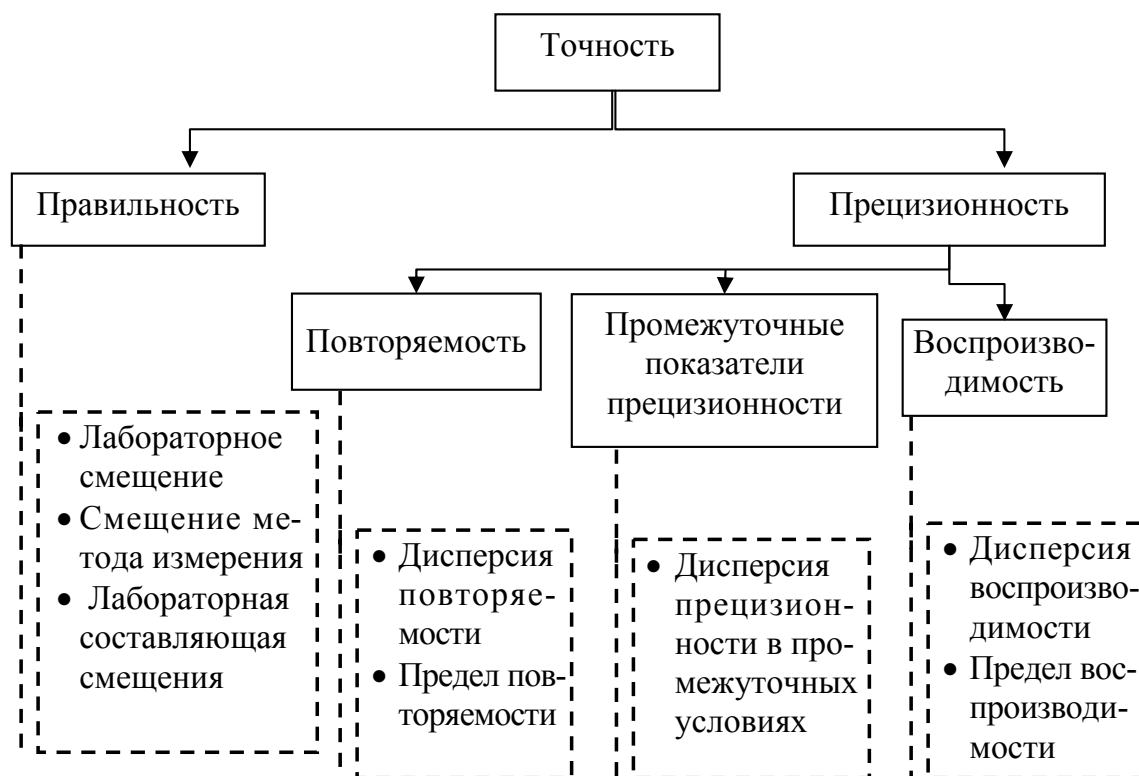 Точность
Правильность
Прецизионность
Повторяемость
Промежуточные
показатели
прецизионности
Воспроизво-
димость
• Лабораторное
смещение
• Смещение ме-
тода измерения
• Лабораторная
составляющая
смещения
• Дисперсия
повторяе-
мости
• Предел пов-
торяемости
• Дисперсия
прецизион-
ности в про-
межуточных
условиях
• Дисперсия
воспроизво-
димости
• Предел вос-
производи-
мости